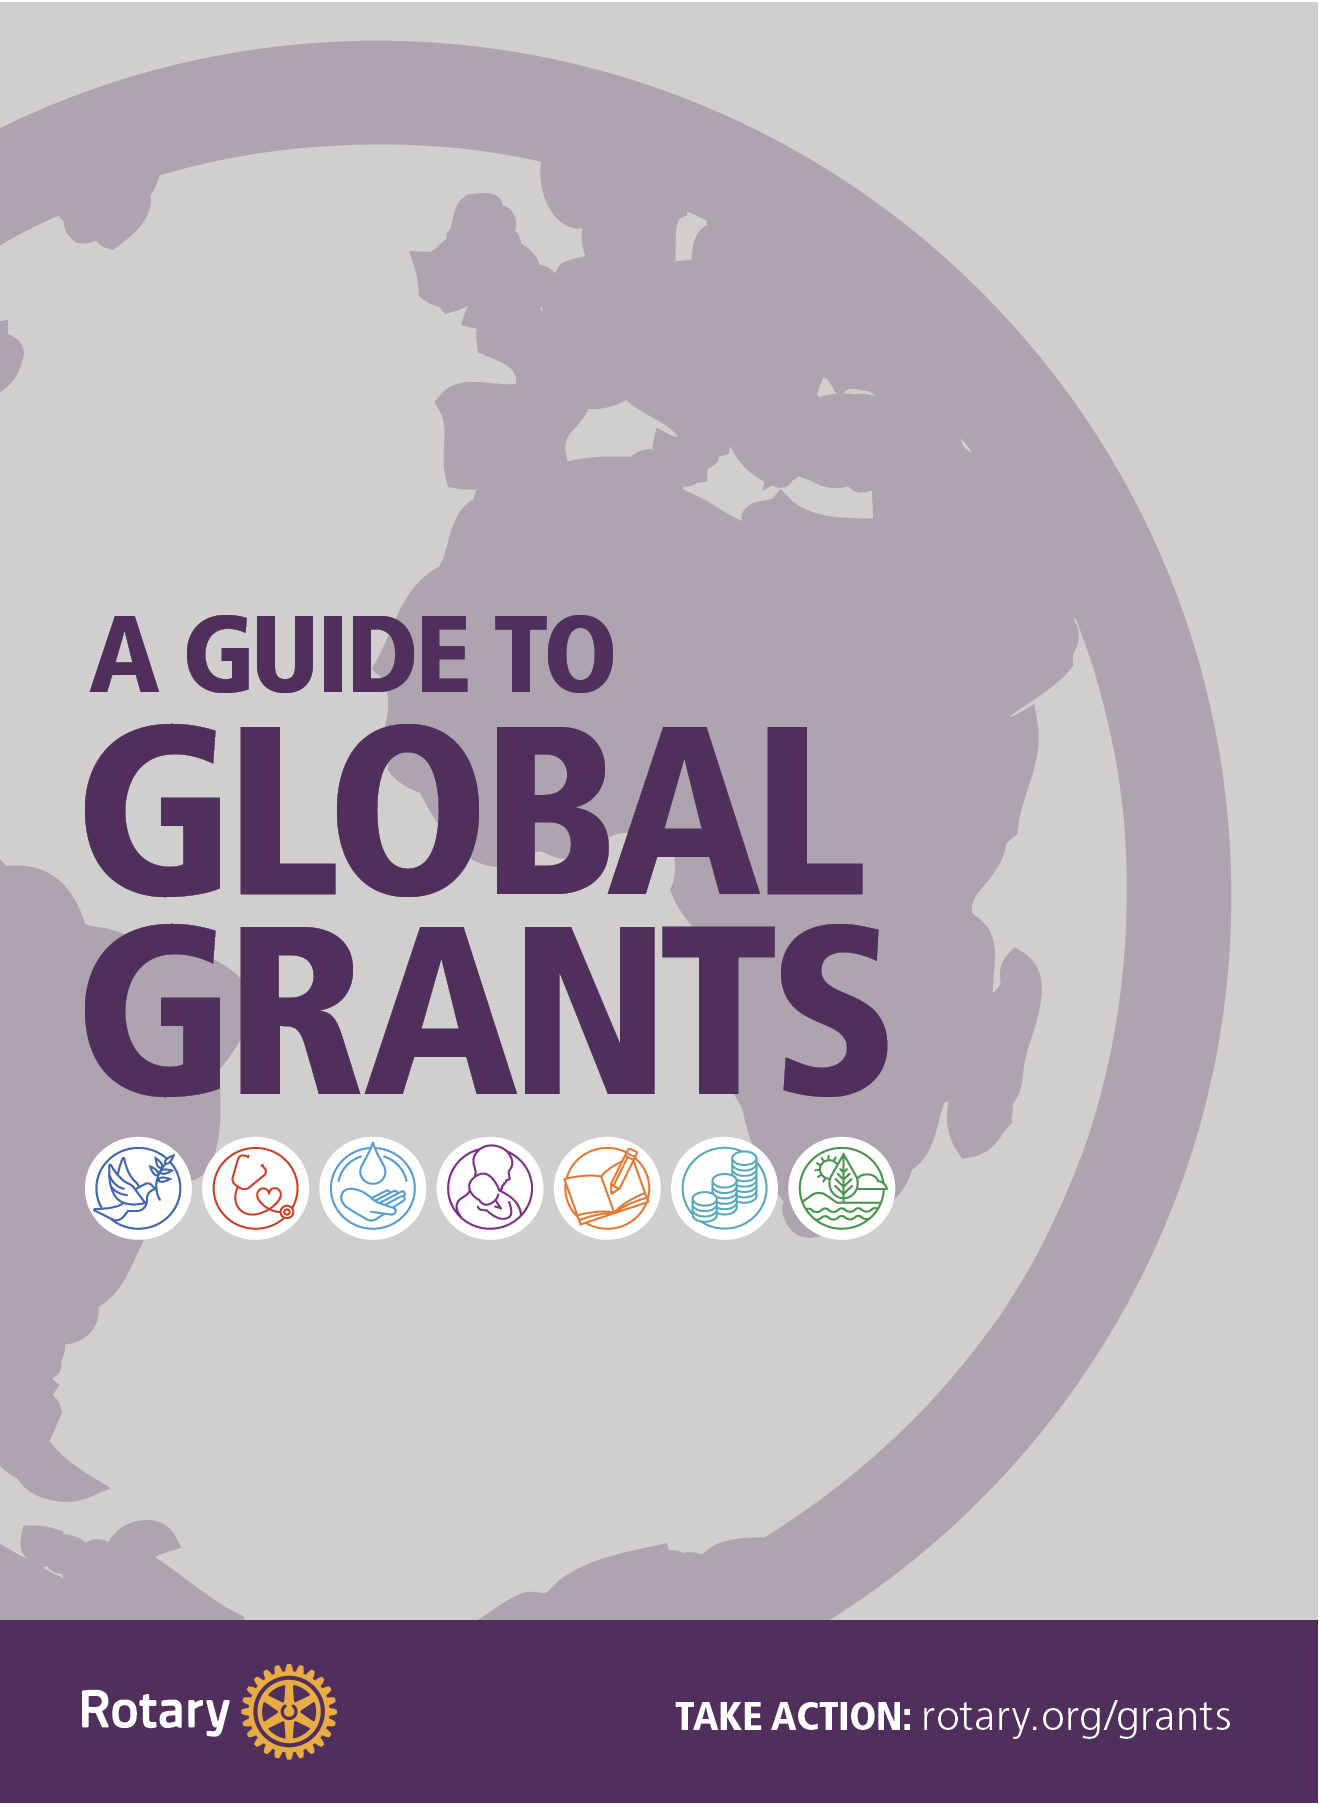 A GUIDE TO
GLOBAL
GRANTS
Rotary
TAKE ACTION: rotary.org/grants